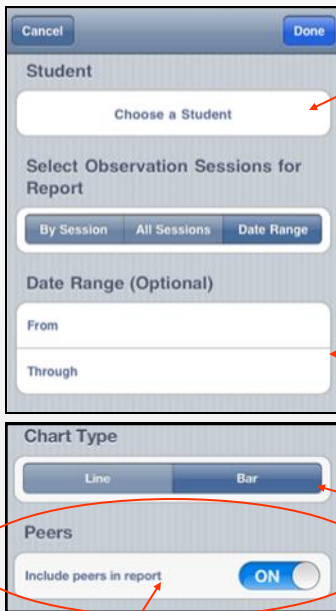 Cancel
Done
Student
Choose a Student
Select Observation Sessions for
Report
By Session All Sessions Date Range
Date Range (Optional)
From
Through
Chart Type
Line Bar
Peers
Include peers in report ON